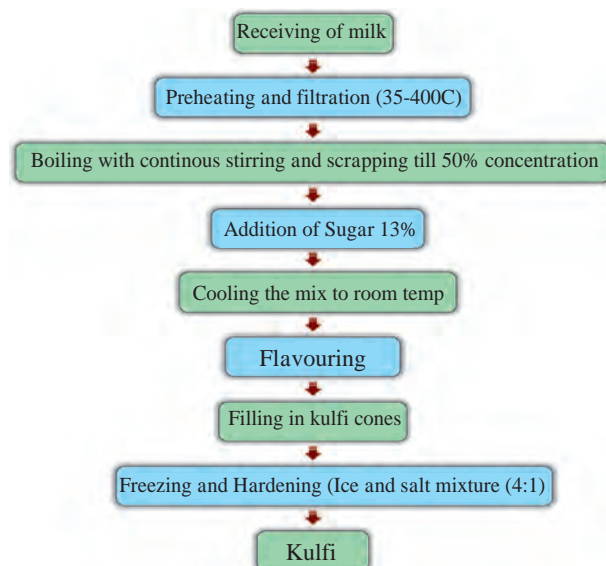 Receiving of milk
Preheating and filtration (35-400C)
Boiling with continous stirring and scrapping till 50% concentration
Addition of Sugar 13%
Cooling the mix to room temp
Flavouring
Filling in kulfi cones
Freezing and Hardening (Ice and salt mixture (4:1)
Kulfi